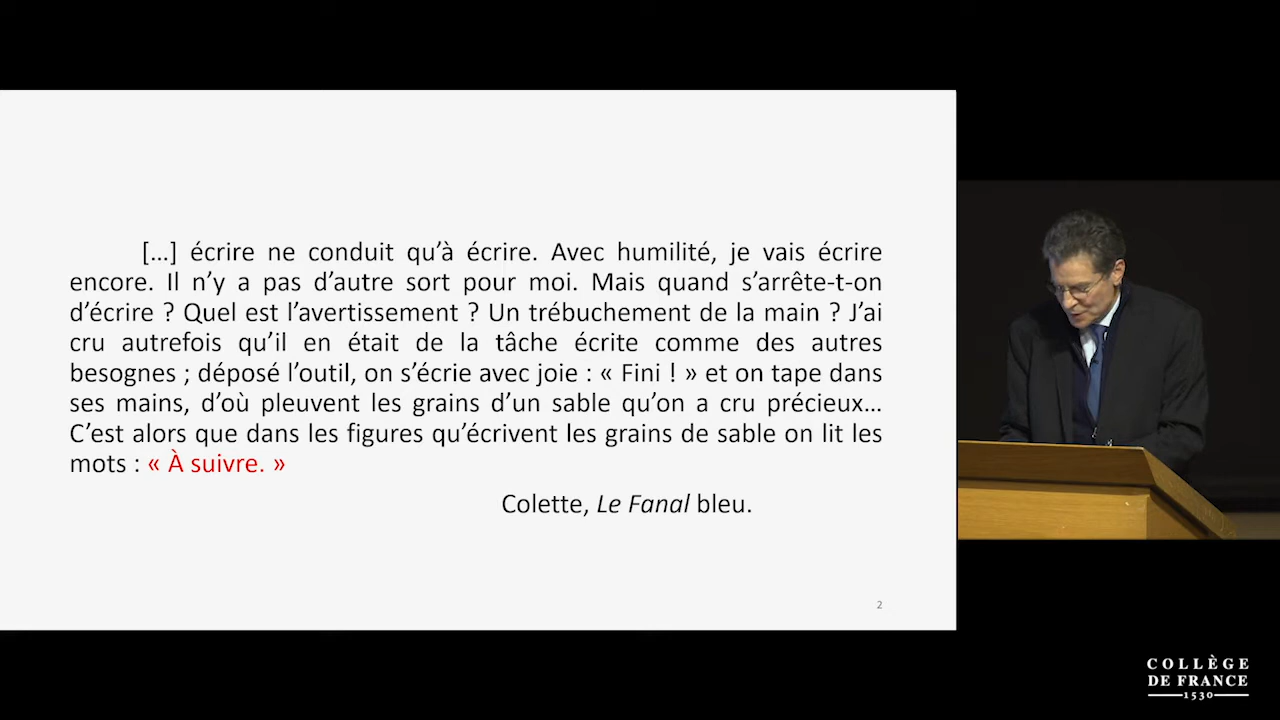 […] écrire ne conduit qu’à écrire. Avec humilité, je vais écrire
encore. Il n’y a pas d’autre sort pour moi. Mais quand s’arrête-t-on
d’écrire ? Quel est l’avertissement ? Un trébuchement de la main ? J’ai
cru autrefois qu’il en était de la tâche écrite comme des autres
besognes ; déposé l’outil, on s’écrie avec joie : « Fini ! » et on tape dans
ses mains, d’où pleuvent les grains d’un sable qu’on a cru précieux…
C’est alors que dans les figures qu’écrivent les grains de sable on lit les
mots : « À suivre. »
Colette, Le Fanal bleu.
2
COLLÈGE
DE FRANCE
1530